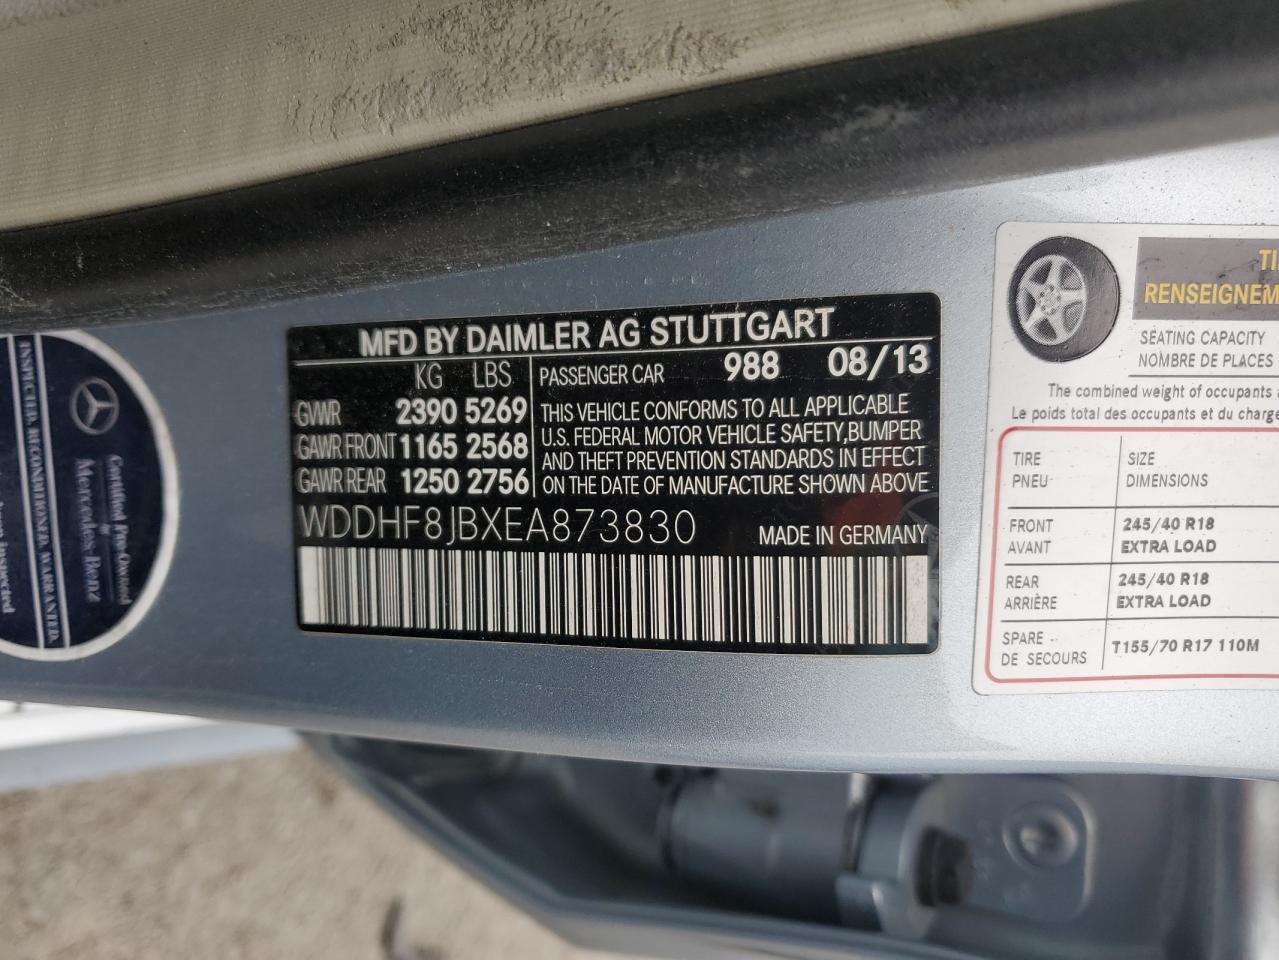 MFD BY DAIMLER AG STUTTGART
KG LBS
GVWR 2390 5269
GAWR FRONT 1165 2568
GAWR REAR 1250 2756
PASSENGER CAR 988 08/13
THIS VEHICLE CONFORMS TO ALL APPLICABLE
U.S. FEDERAL MOTOR VEHICLE SAFETY,BUMPER
AND THEFT PREVENTION STANDARDS IN EFFECT
ON THE DATE OF MANUFACTURE SHOWN ABOVE
WDDHF8JBXEA873830 MADE IN GERMANY
INSPECTED, RECONDITIONED, WARRANTED.
Certified Pre-Owned
Mercedes-Benz
Inspected
RENSEIGNEM
SEATING CAPACITY
NOMBRE DE PLACES
The combined weight of occupants
Le poids total des occupants et du charge
TIRE SIZE
PNEU DIMENSIONS
FRONT 245/40 R18
AVANT EXTRA LOAD
REAR 245/40 R18
ARRIÈRE EXTRA LOAD
SPARE
DE SECOURS T155/70 R17 110M